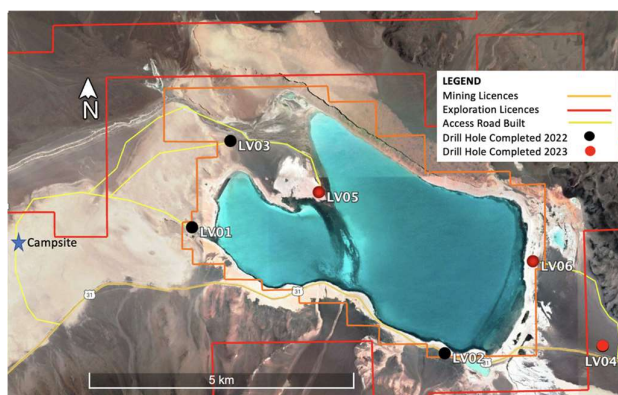 N
LEGEND
Mining Licences
Exploration Licences
Access Road Built
Drill Hole Completed 2022
Drill Hole Completed 2023
LV03
LV05
LV01
Campsite
LV06
31
31
LV02
31
LV04
5 km